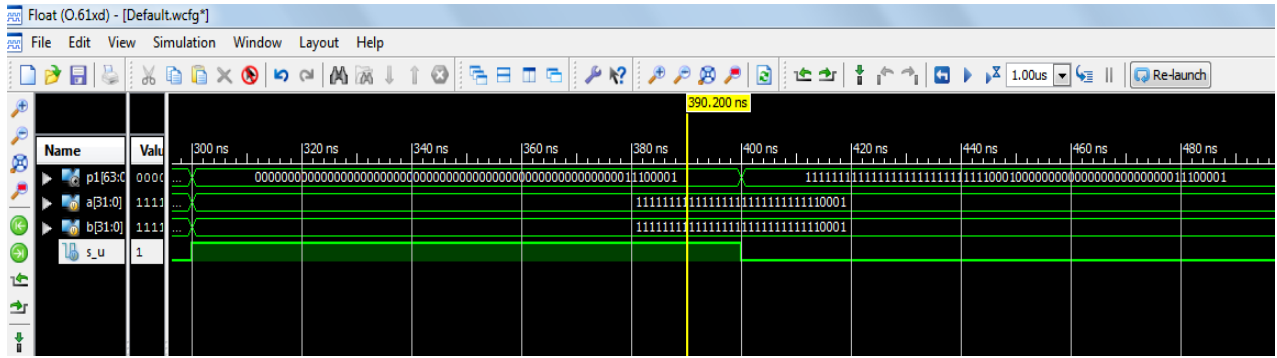 Float (O.61xd) - [Default.wcfg*]
File Edit View Simulation Window Layout Help
1.00us Re-launch
390.200 ns
Name Valu 300 ns 320 ns 340 ns 360 ns 380 ns 400 ns 420 ns 440 ns 460 ns 480 ns
p1[63:0 0000 ... 0000000000000000000000000000000000000000000000000000000011100001 1111111111111111111111111110001000000000000000000000000011100001
a[31:0] 1111 ... 11111111111111111111111111110001
b[31:0] 1111 ... 11111111111111111111111111110001
s_u 1